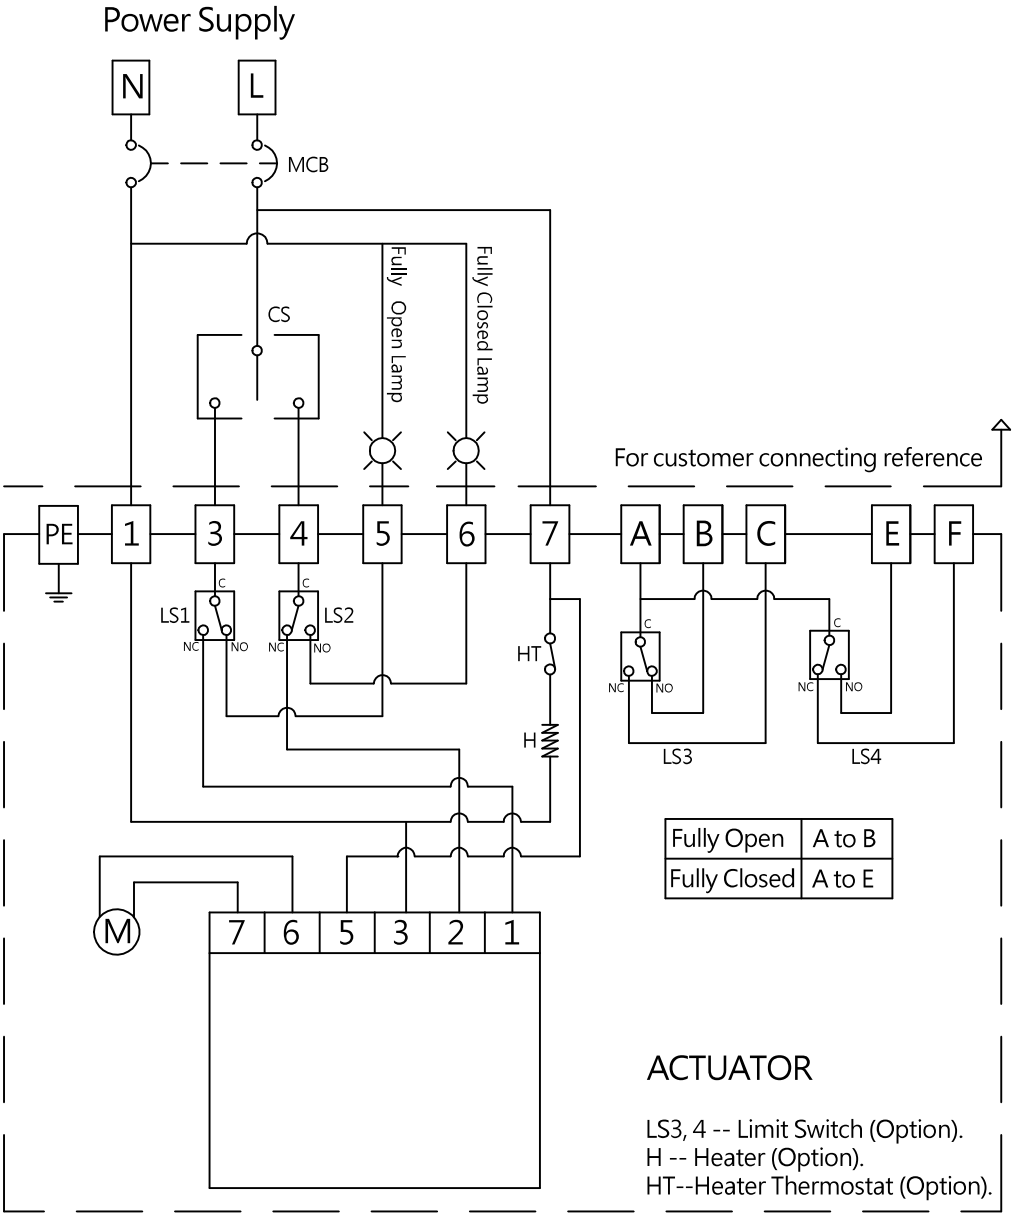 Power Supply
N L
MCB
CS
Fully Open Lamp
Fully Closed Lamp
For customer connecting reference
PE 1 3 4 5 6 7 A B C E F
C C
LS1 LS2
NC NO NC NO
HT
H
C C
NC NO NC NO
LS3 LS4
Fully Open A to B
Fully Closed A to E
M
7 6 5 3 2 1
ACTUATOR
LS3, 4 -- Limit Switch (Option).
H -- Heater (Option).
HT--Heater Thermostat (Option).